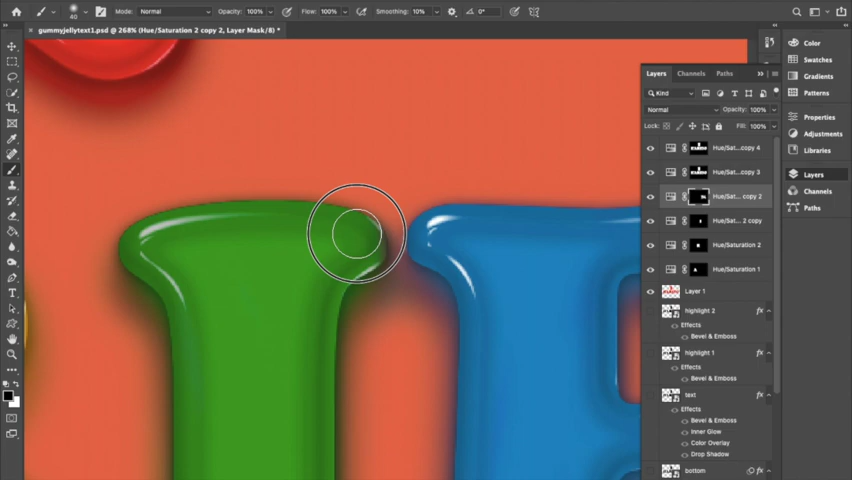 Mode: Normal Opacity: 100% Flow: 100% Smoothing: 10% 0°
40
gummyjellytext1.psd @ 268% (Hue/Saturation 2 copy 2, Layer Mask/8) *
Layers Channels Paths
Kind
Normal Opacity: 100%
Lock: Fill: 100%
Hue/Sat...copy 4
Hue/Sat...copy 3
Hue/Sat... copy 2
Hue/Sat... 2 copy
Hue/Saturation 2
Hue/Saturation 1
Layer 1
highlight 2 fx
Effects
Bevel & Emboss
highlight 1 fx
Effects
Bevel & Emboss
text fx
Effects
Bevel & Emboss
Inner Glow
Color Overlay
Drop Shadow
bottom fx
Color
Swatches
Gradients
Patterns
Properties
Adjustments
Libraries
Layers
Channels
Paths